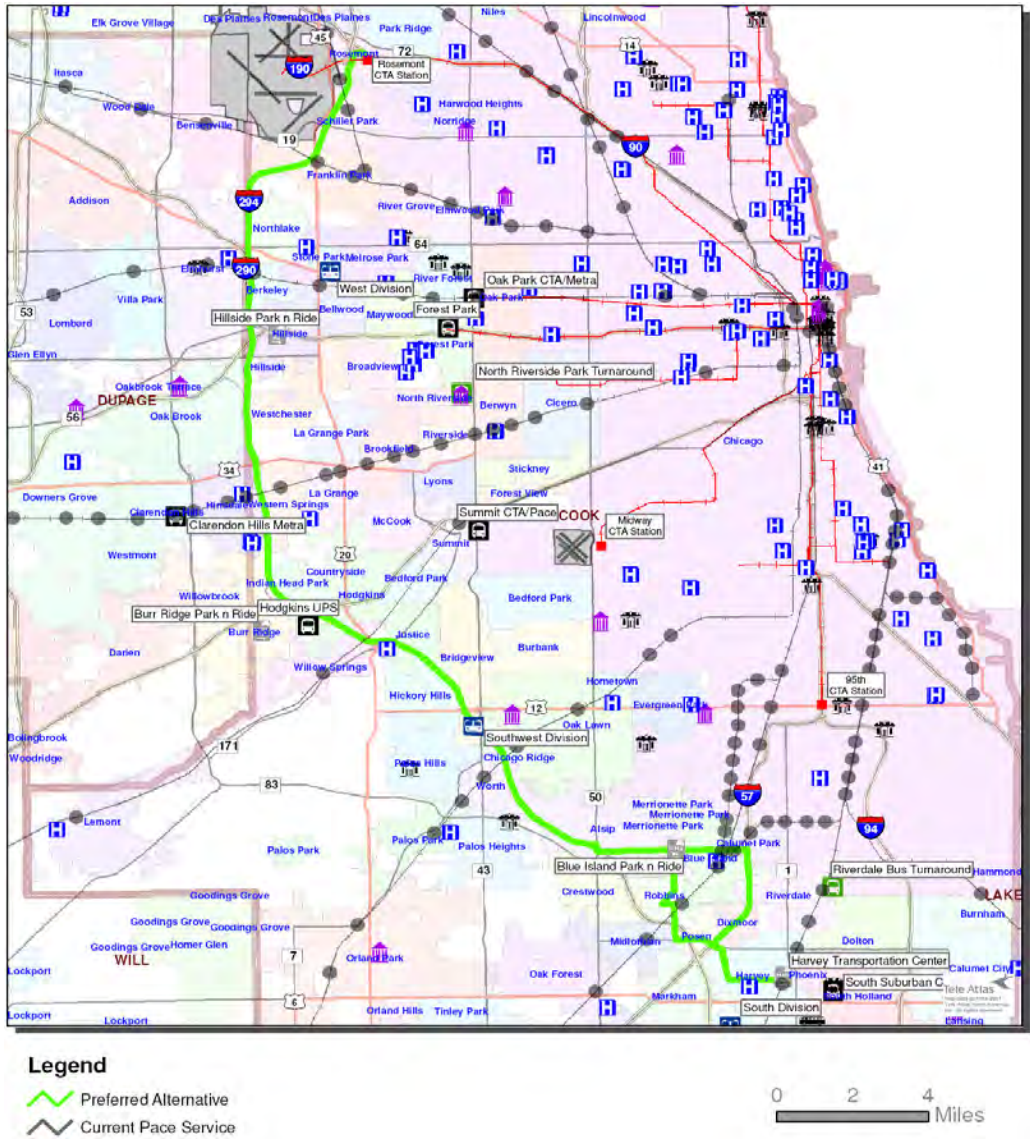 Elk Grove Village
Des Plaines
Rosemont
Des Plaines
45
Park Ridge
Niles
Lincolnwood
14
72
Rosemont
190
Rosemont
CTA Station
Itasca
Wood Dale
Bensenville
Harwood Heights
Norridge
Schiller Park
19
90
Franklin Park
Addison
294
River Grove
Elmwood Park
Northlake
64
Stone Park
Melrose Park
Elmhurst
290
River Forest
Oak Park CTA/Metra
Berkeley
West Division
Oak Park
Villa Park
Bellwood
Maywood
Forest Park
53
Hillside Park n Ride
Lombard
Hillside
Forest Park
Glen Ellyn
Hillside
Broadview
North Riverside Park Turnaround
Oakbrook Terrace
DUPAGE
North Riverside
Berwyn
Cicero
56
Oak Brook
Westchester
La Grange Park
Riverside
Chicago
Brookfield
41
34
Stickney
Lyons
Downers Grove
Hinsdale
Western Springs
La Grange
Forest View
Clarendon Hills
Clarendon Hills Metra
McCook
Summit CTA/Pace
COOK
Midway
CTA Station
Westmont
20
Summit
Countryside
Bedford Park
Indian Head Park
Willowbrook
Hodgkins
Bedford Park
Burr Ridge Park n Ride
Hodgkins UPS
Burr Ridge
Justice
Darien
Bridgeview
Burbank
Willow Springs
Hometown
95th
CTA Station
Hickory Hills
12
Evergreen Park
Bolingbrook
Oak Lawn
Southwest Division
171
Woodridge
Palos Hills
Chicago Ridge
83
Worth
50
57
Merrionette Park
Merrionette Park
Lemont
Alsip
Merrionette Park
94
Palos Park
Palos Park
Palos Heights
Calumet Park
Blue Island Park n Ride
Blue Island
43
1
Riverdale Bus Turnaround
Hammond
Goodings Grove
Crestwood
Robbins
Riverdale
LAKE
Burnham
Goodings Grove
Goodings Grove
Dixmoor
Goodings Grove
Homer Glen
Posen
Midlothian
Dolton
7
WILL
Orland Park
Harvey Transportation Center
Lockport
Oak Forest
Harvey
Phoenix
South Suburban C
Calumet City
6
Markham
South Holland
Tele Atlas
Lockport
Lockport
Orland Hills
Tinley Park
South Division
Lansing
Legend
Preferred Alternative
Current Pace Service
0 2 4
Miles